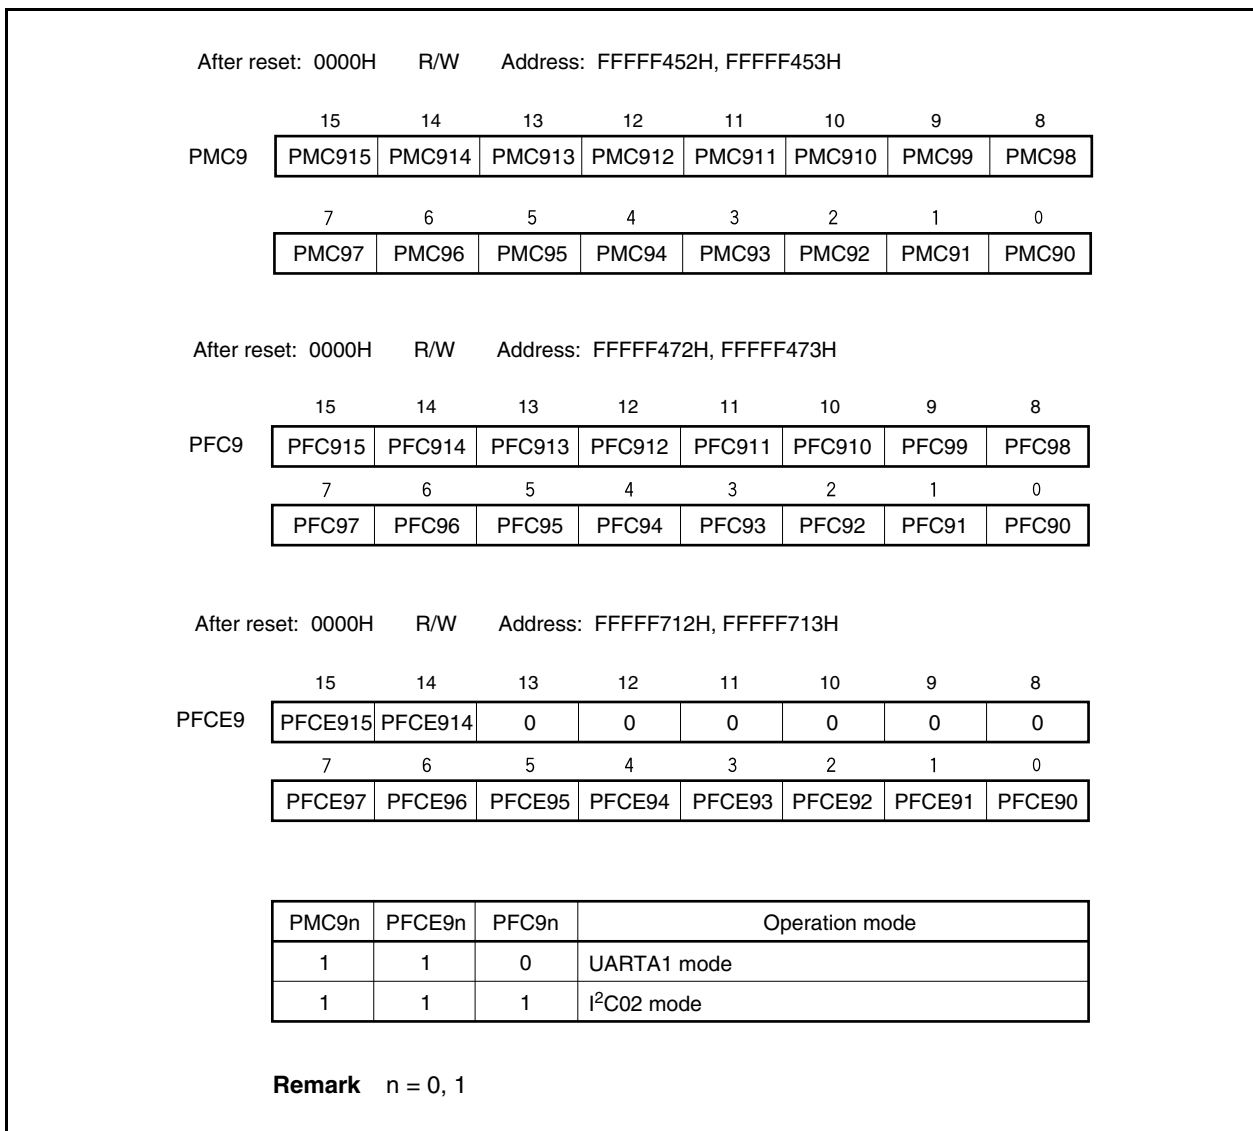 After reset: 0000H R/W Address: FFFFF452H, FFFFF453H
15 14 13 12 11 10 9 8
PMC9 PMC915 PMC914 PMC913 PMC912 PMC911 PMC910 PMC99 PMC98
7 6 5 4 3 2 1 0
PMC97 PMC96 PMC95 PMC94 PMC93 PMC92 PMC91 PMC90
After reset: 0000H R/W Address: FFFFF472H, FFFFF473H
15 14 13 12 11 10 9 8
PFC9 PFC915 PFC914 PFC913 PFC912 PFC911 PFC910 PFC99 PFC98
7 6 5 4 3 2 1 0
PFC97 PFC96 PFC95 PFC94 PFC93 PFC92 PFC91 PFC90
After reset: 0000H R/W Address: FFFFF712H, FFFFF713H
15 14 13 12 11 10 9 8
PFCE9 PFCE915 PFCE914 0 0 0 0 0 0
7 6 5 4 3 2 1 0
PFCE97 PFCE96 PFCE95 PFCE94 PFCE93 PFCE92 PFCE91 PFCE90
PMC9n PFCE9n PFC9n Operation mode
1 1 0 UARTA1 mode
1 1 1 I²C02 mode
Remark n = 0, 1